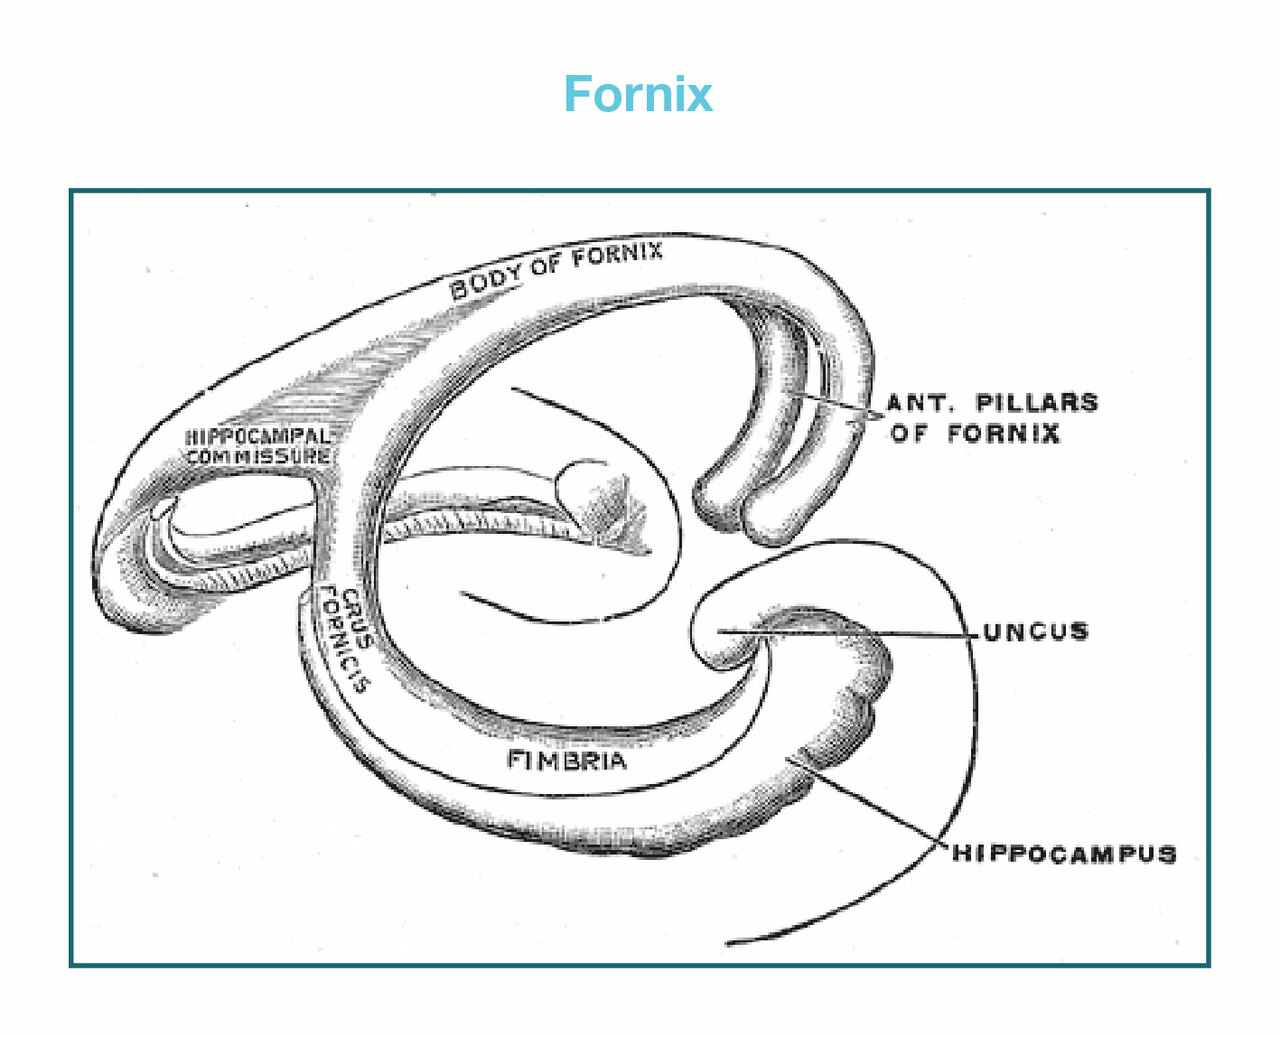 Fornix
BODY OF FORNIX
ANT. PILLARS
OF FORNIX
HIPPOCAMPAL
COMMISSURE
CRUS
FORNICIS
UNCUS
FIMBRIA
HIPPOCAMPUS